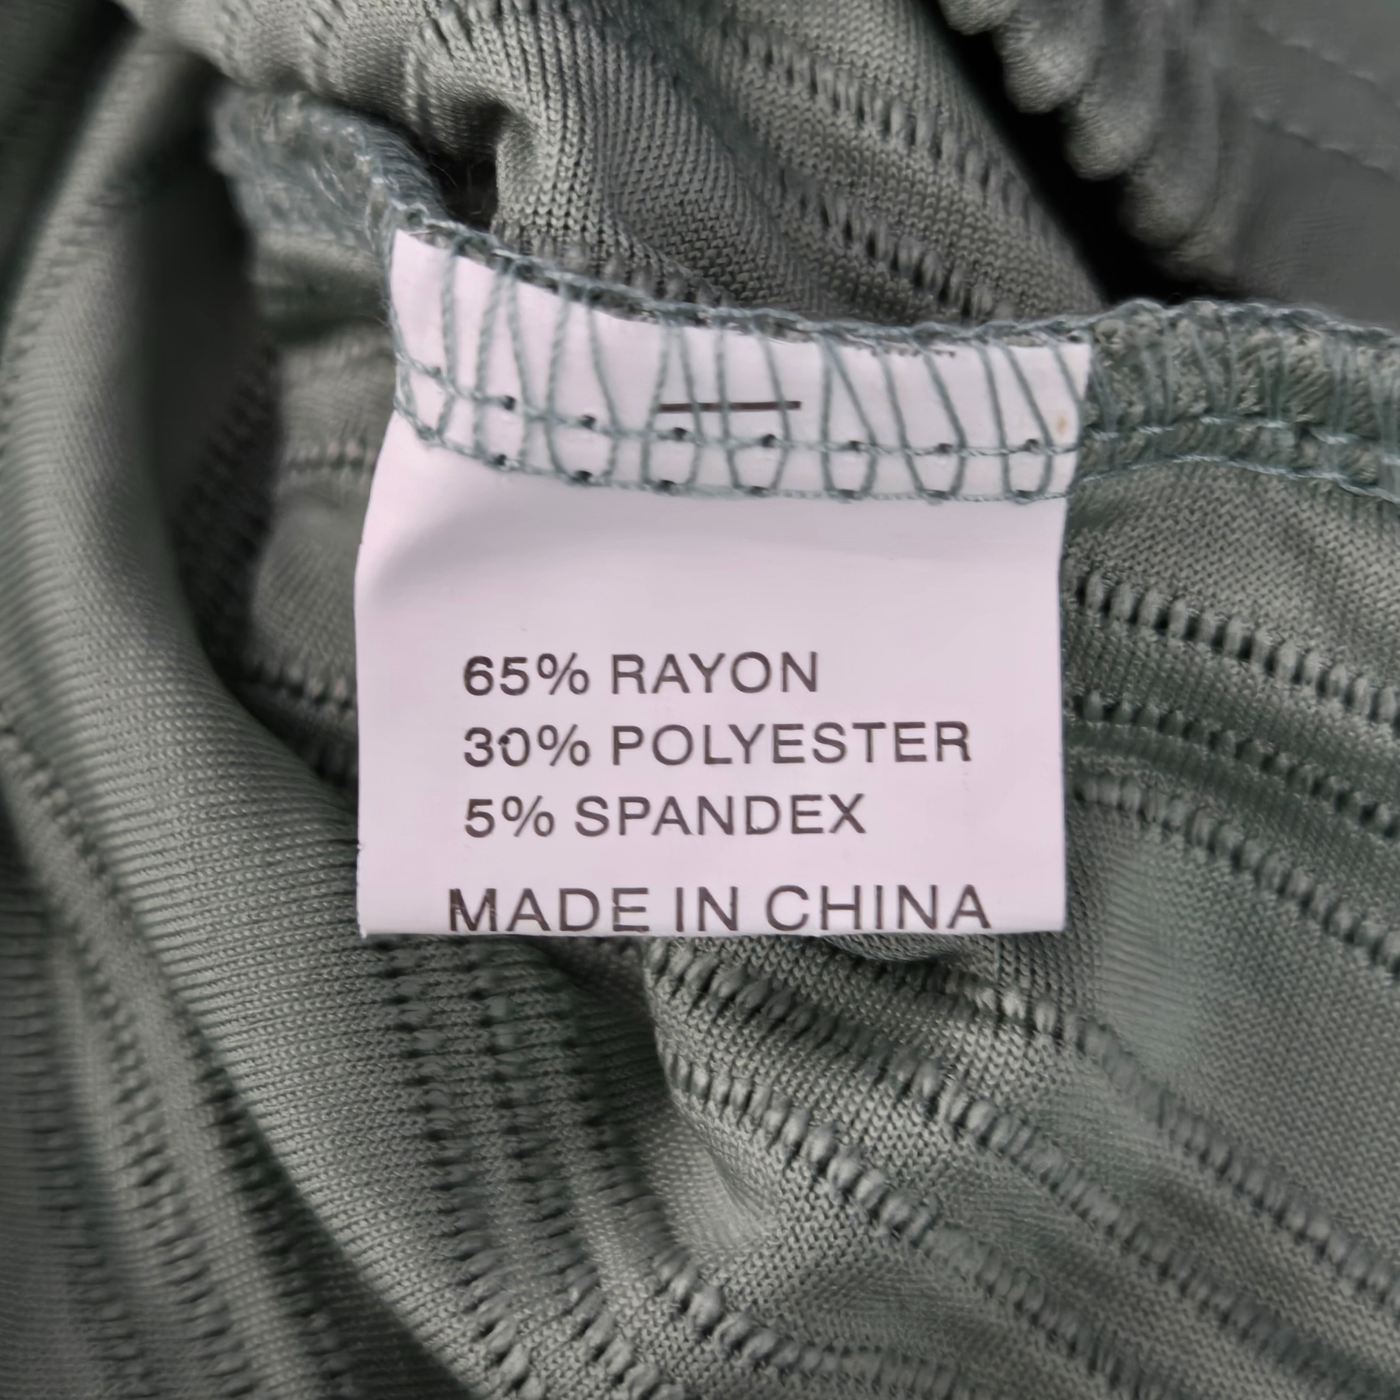 65% RAYON
30% POLYESTER
5% SPANDEX
MADE IN CHINA